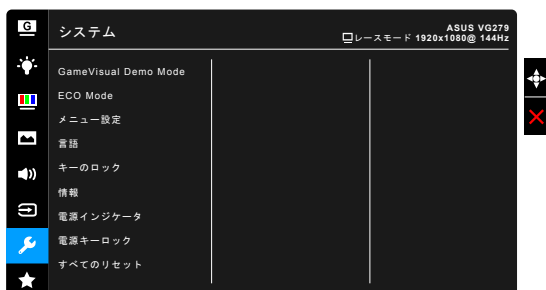 G
システム
ASUS VG279
レースモード 1920x1080@ 144Hz
GameVisual Demo Mode
ECO Mode
メニュー設定
言語
キーのロック
情報
電源インジケータ
電源キーロック
すべてのリセット